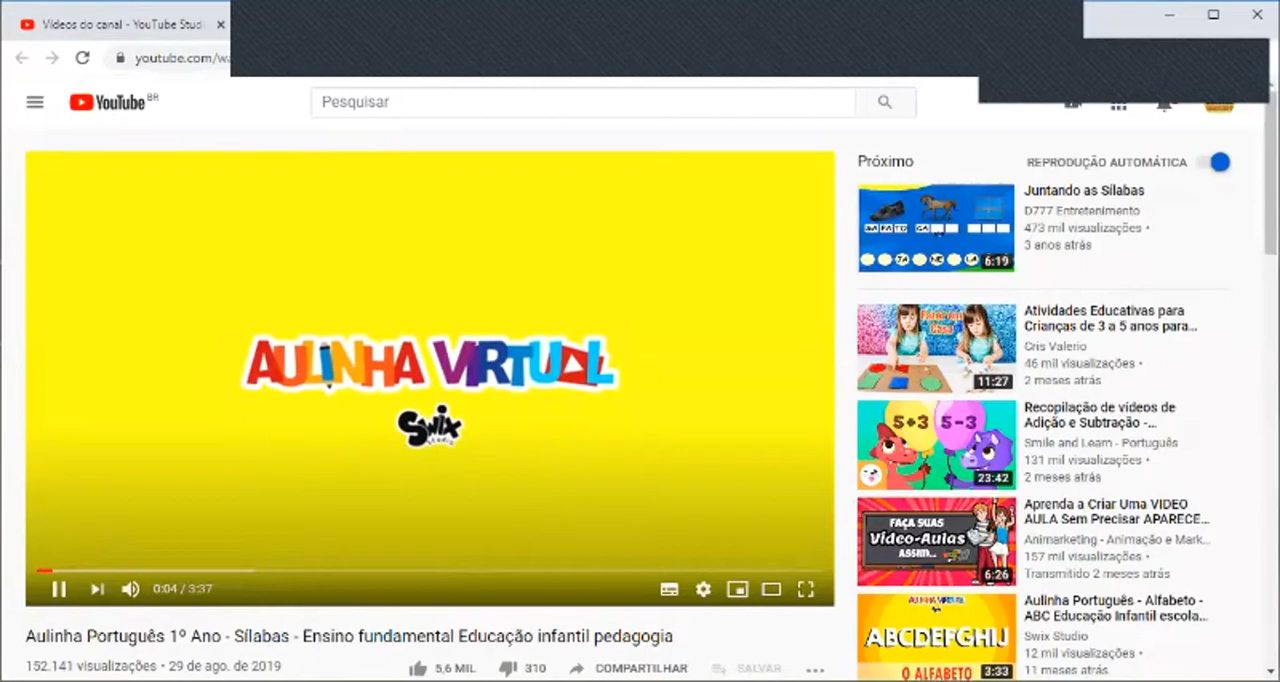 Vídeos do canal - YouTube Stud
youtube.com/wa
YouTube BR
Pesquisar
AULINHA VIRTUAL
Swix
STUDIO
0:04 / 3:37
Aulinha Português 1º Ano - Sílabas - Ensino fundamental Educação infantil pedagogia
152.141 visualizações • 29 de ago. de 2019
5,6 MIL
310
COMPARTILHAR
SALVAR
Próximo
REPRODUÇÃO AUTOMÁTICA
6:19
Juntando as Sílabas
D777 Entretenimento
473 mil visualizações •
3 anos atrás
11:27
Atividades Educativas para
Crianças de 3 a 5 anos para...
Cris Valerio
46 mil visualizações •
2 meses atrás
5+3
5-3
23:42
Recopilação de vídeos de
Adição e Subtração -...
Smile and Learn - Português
131 mil visualizações •
2 meses atrás
FAÇA SUAS
Vídeo-Aulas
ASSIM...
6:26
Aprenda a Criar Uma VIDEO
AULA Sem Precisar APARECE...
Animarketing - Animação e Mark...
157 mil visualizações •
Transmitido 2 meses atrás
AULINHA VIRTUAL
ABCDEFGHIJ
O ALFABETO
3:33
Aulinha Português - Alfabeto -
ABC Educação Infantil escola...
Swix Studio
12 mil visualizações •
11 meses atrás